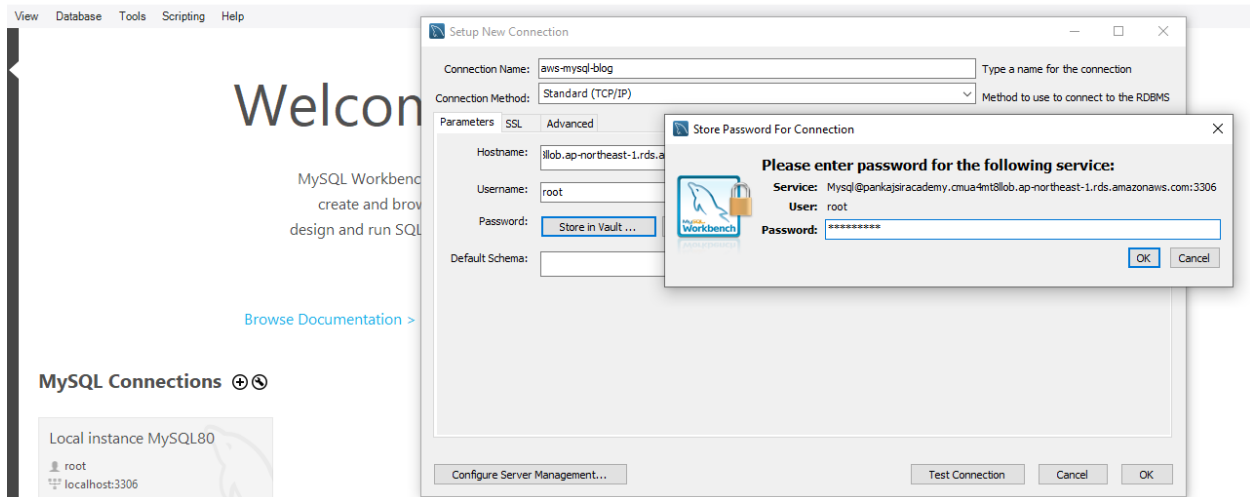 View Database Tools Scripting Help
Welcom
MySQL Workbenc
create and brow
design and run SQL
Browse Documentation >
MySQL Connections
Local instance MySQL80
root
localhost:3306
Setup New Connection
Connection Name: aws-mysql-blog Type a name for the connection
Connection Method: Standard (TCP/IP) Method to use to connect to the RDBMS
Parameters SSL Advanced
Hostname: 8llob.ap-northeast-1.rds.a
Username: root
Password: Store in Vault ...
Default Schema:
Configure Server Management... Test Connection Cancel OK
Store Password For Connection
Please enter password for the following service:
Service: Mysql@pankajsiracademy.cmua4mt8llob.ap-northeast-1.rds.amazonaws.com:3306
User: root
Password: *********
MySQL
Workbench
OK Cancel